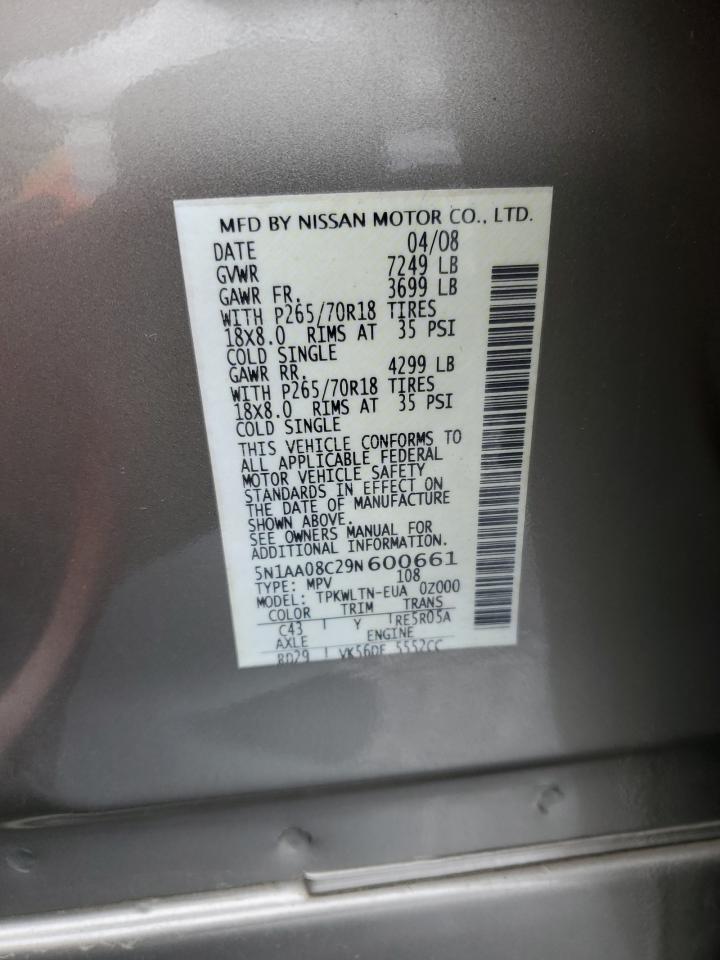 MFD BY NISSAN MOTOR CO., LTD.
DATE 04/08
GVWR 7249 LB
GAWR FR. 3699 LB
WITH P265/70R18 TIRES
18X8.0 RIMS AT 35 PSI
COLD SINGLE
GAWR RR. 4299 LB
WITH P265/70R18 TIRES
18X8.0 RIMS AT 35 PSI
COLD SINGLE
THIS VEHICLE CONFORMS TO
ALL APPLICABLE FEDERAL
MOTOR VEHICLE SAFETY
STANDARDS IN EFFECT ON
THE DATE OF MANUFACTURE
SHOWN ABOVE.
SEE OWNERS MANUAL FOR
ADDITIONAL INFORMATION.
5N1AA08C29N600661
TYPE: MPV 108
MODEL: TPKWLTN-EUA 0Z000
COLOR TRIM TRANS
C43 Y RE5R05A
AXLE ENGINE
RD29 VK56DE 5552CC